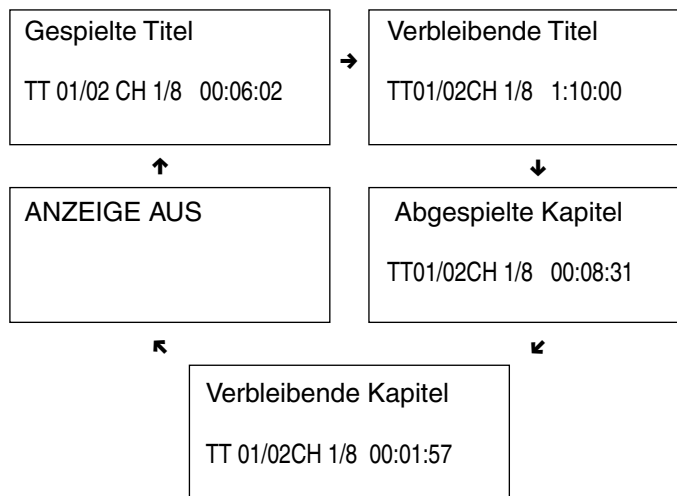 Gespielte Titel
TT 01/02 CH 1/8 00:06:02
Verbleibende Titel
TT01/02CH 1/8 1:10:00
ANZEIGE AUS
Abgespielte Kapitel
TT01/02CH 1/8 00:08:31
Verbleibende Kapitel
TT 01/02CH 1/8 00:01:57